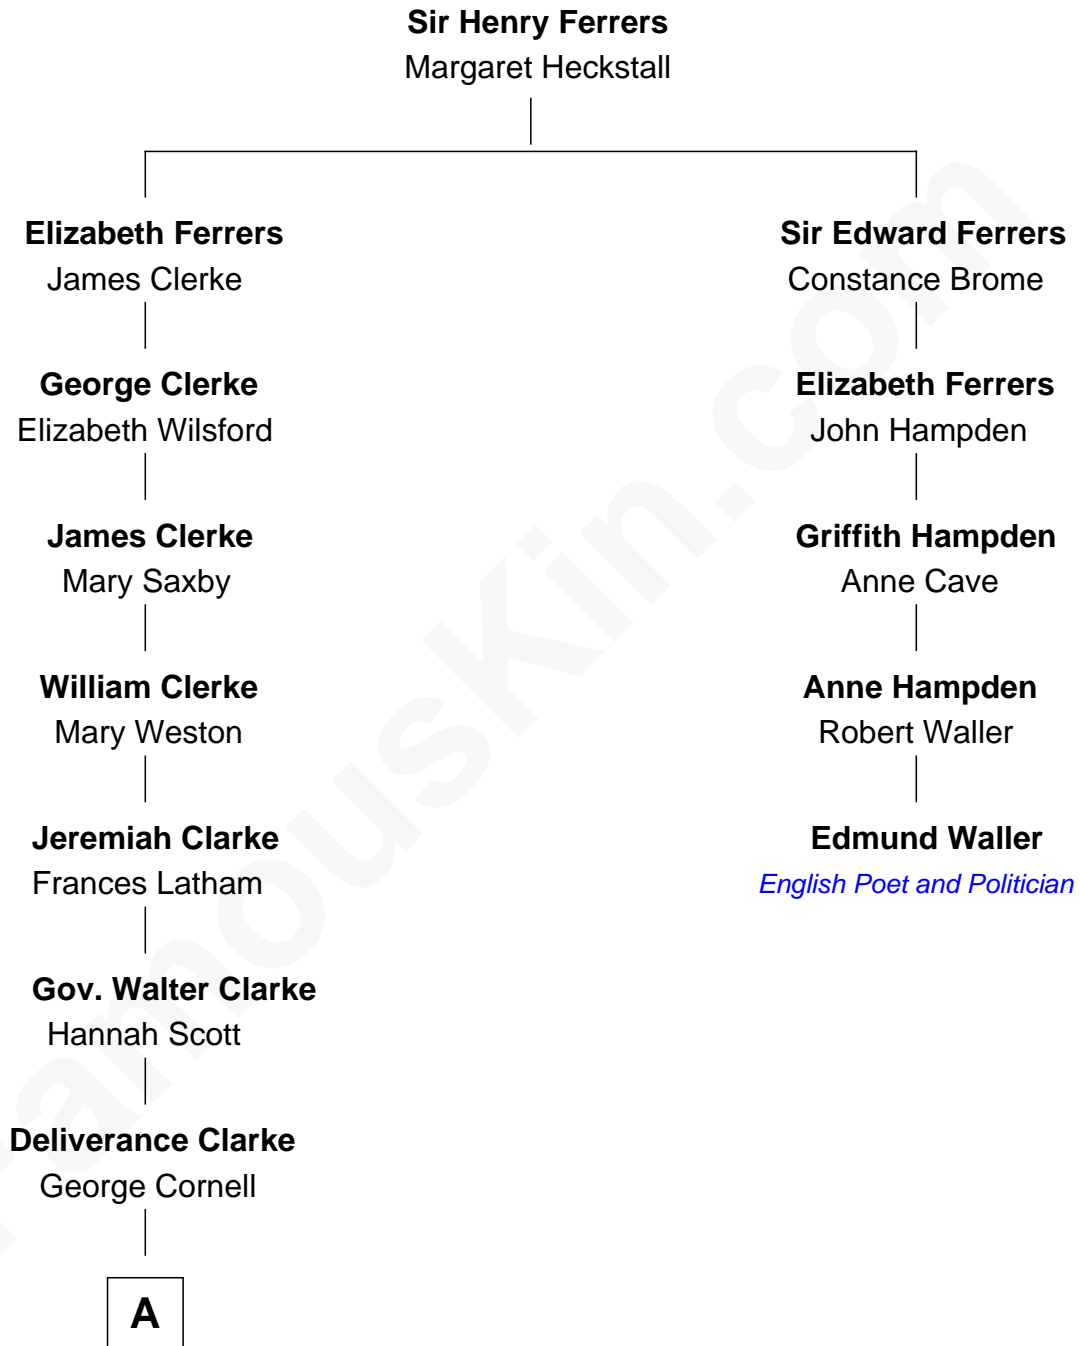 Sir Henry Ferrers
Margaret Heckstall
Elizabeth Ferrers
James Clerke
George Clerke
Elizabeth Wilsford
James Clerke
Mary Saxby
William Clerke
Mary Weston
Jeremiah Clarke
Frances Latham
Gov. Walter Clarke
Hannah Scott
Deliverance Clarke
George Cornell
A
Sir Edward Ferrers
Constance Brome
Elizabeth Ferrers
John Hampden
Griffith Hampden
Anne Cave
Anne Hampden
Robert Waller
Edmund Waller
English Poet and Politician
FamousKin.com